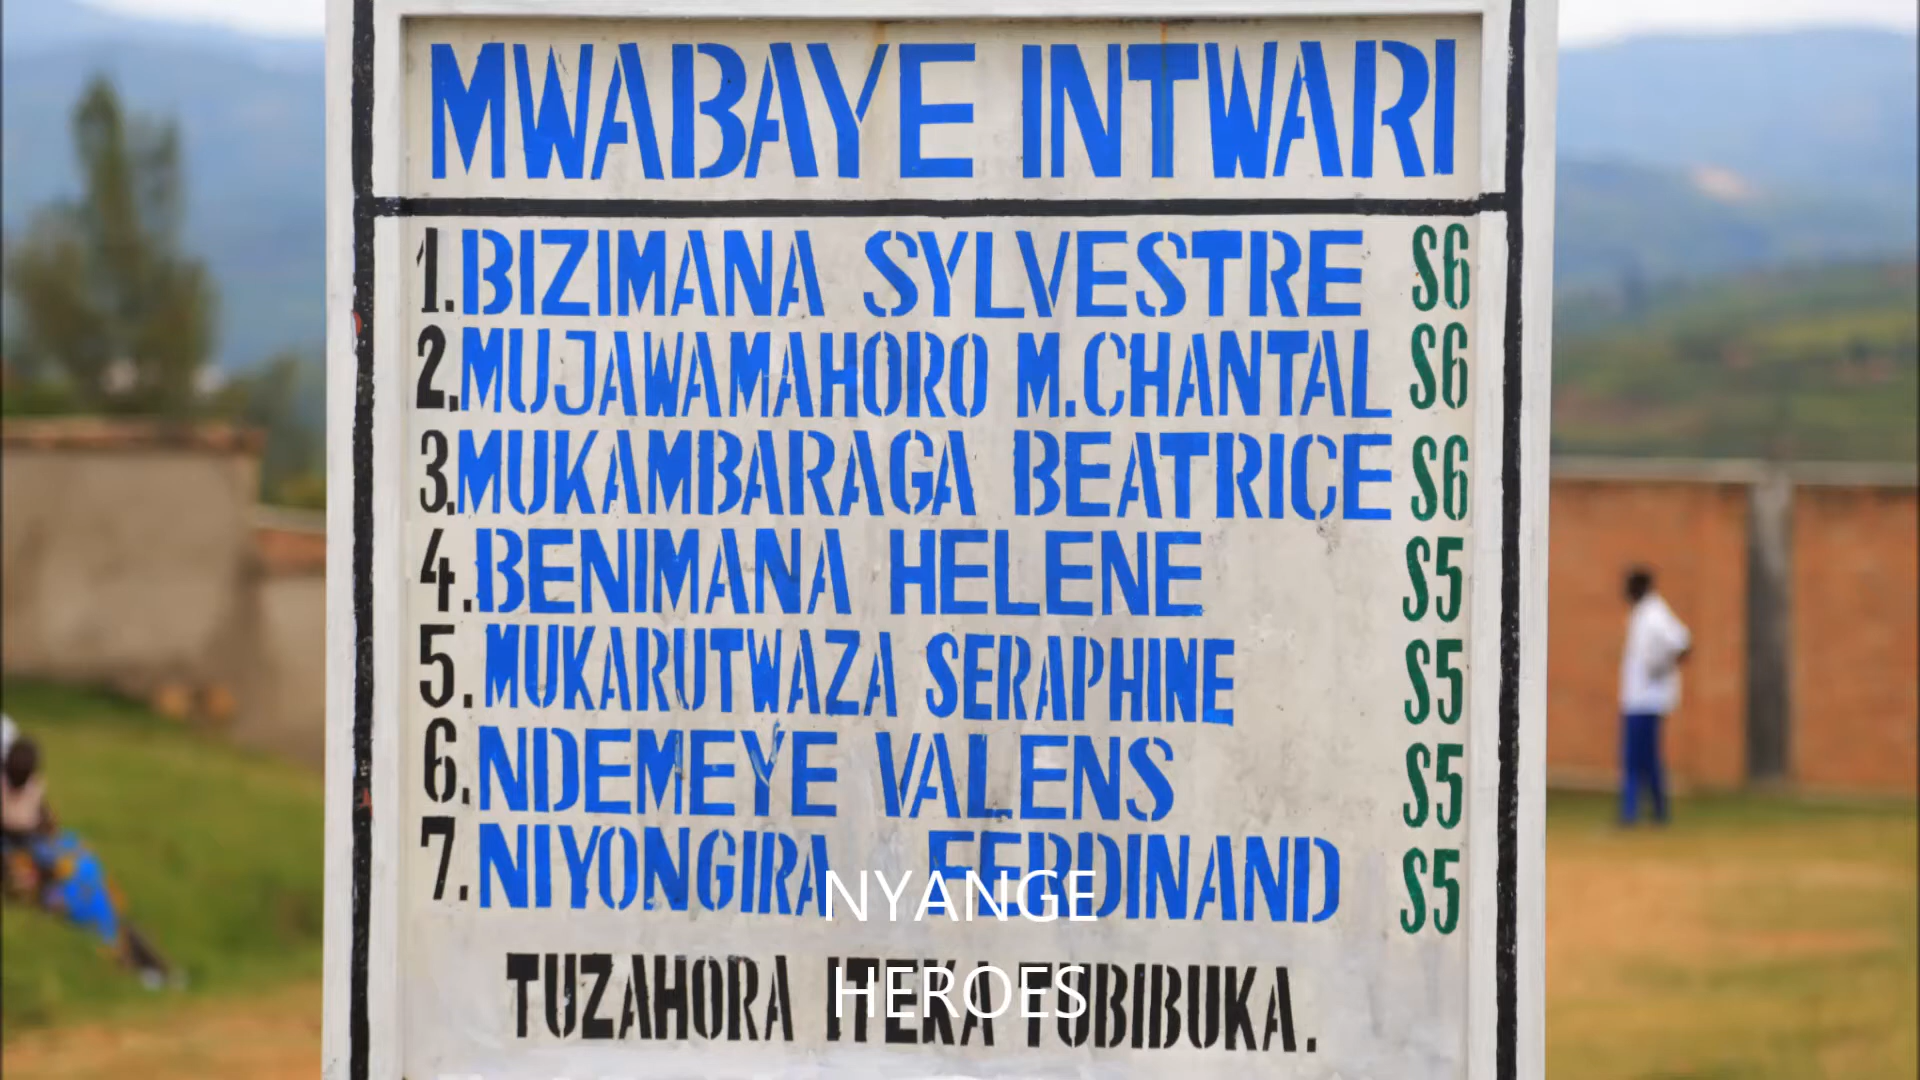 MWABAYE INTWARI
1. BIZIMANA SYLVESTRE S6
2. MUJAWAMAHORO M.CHANTAL S6
3. MUKAMBARAGA BEATRICE S6
4. BENIMANA HELENE S5
5. MUKARUTWAZA SERAPHINE S5
6. NDEMEYE VALENS S5
7. NIYONGIRA FERDINAND S5
NYANGE
TUZAHORA ITEKA TUBIBUKA.
HEROES